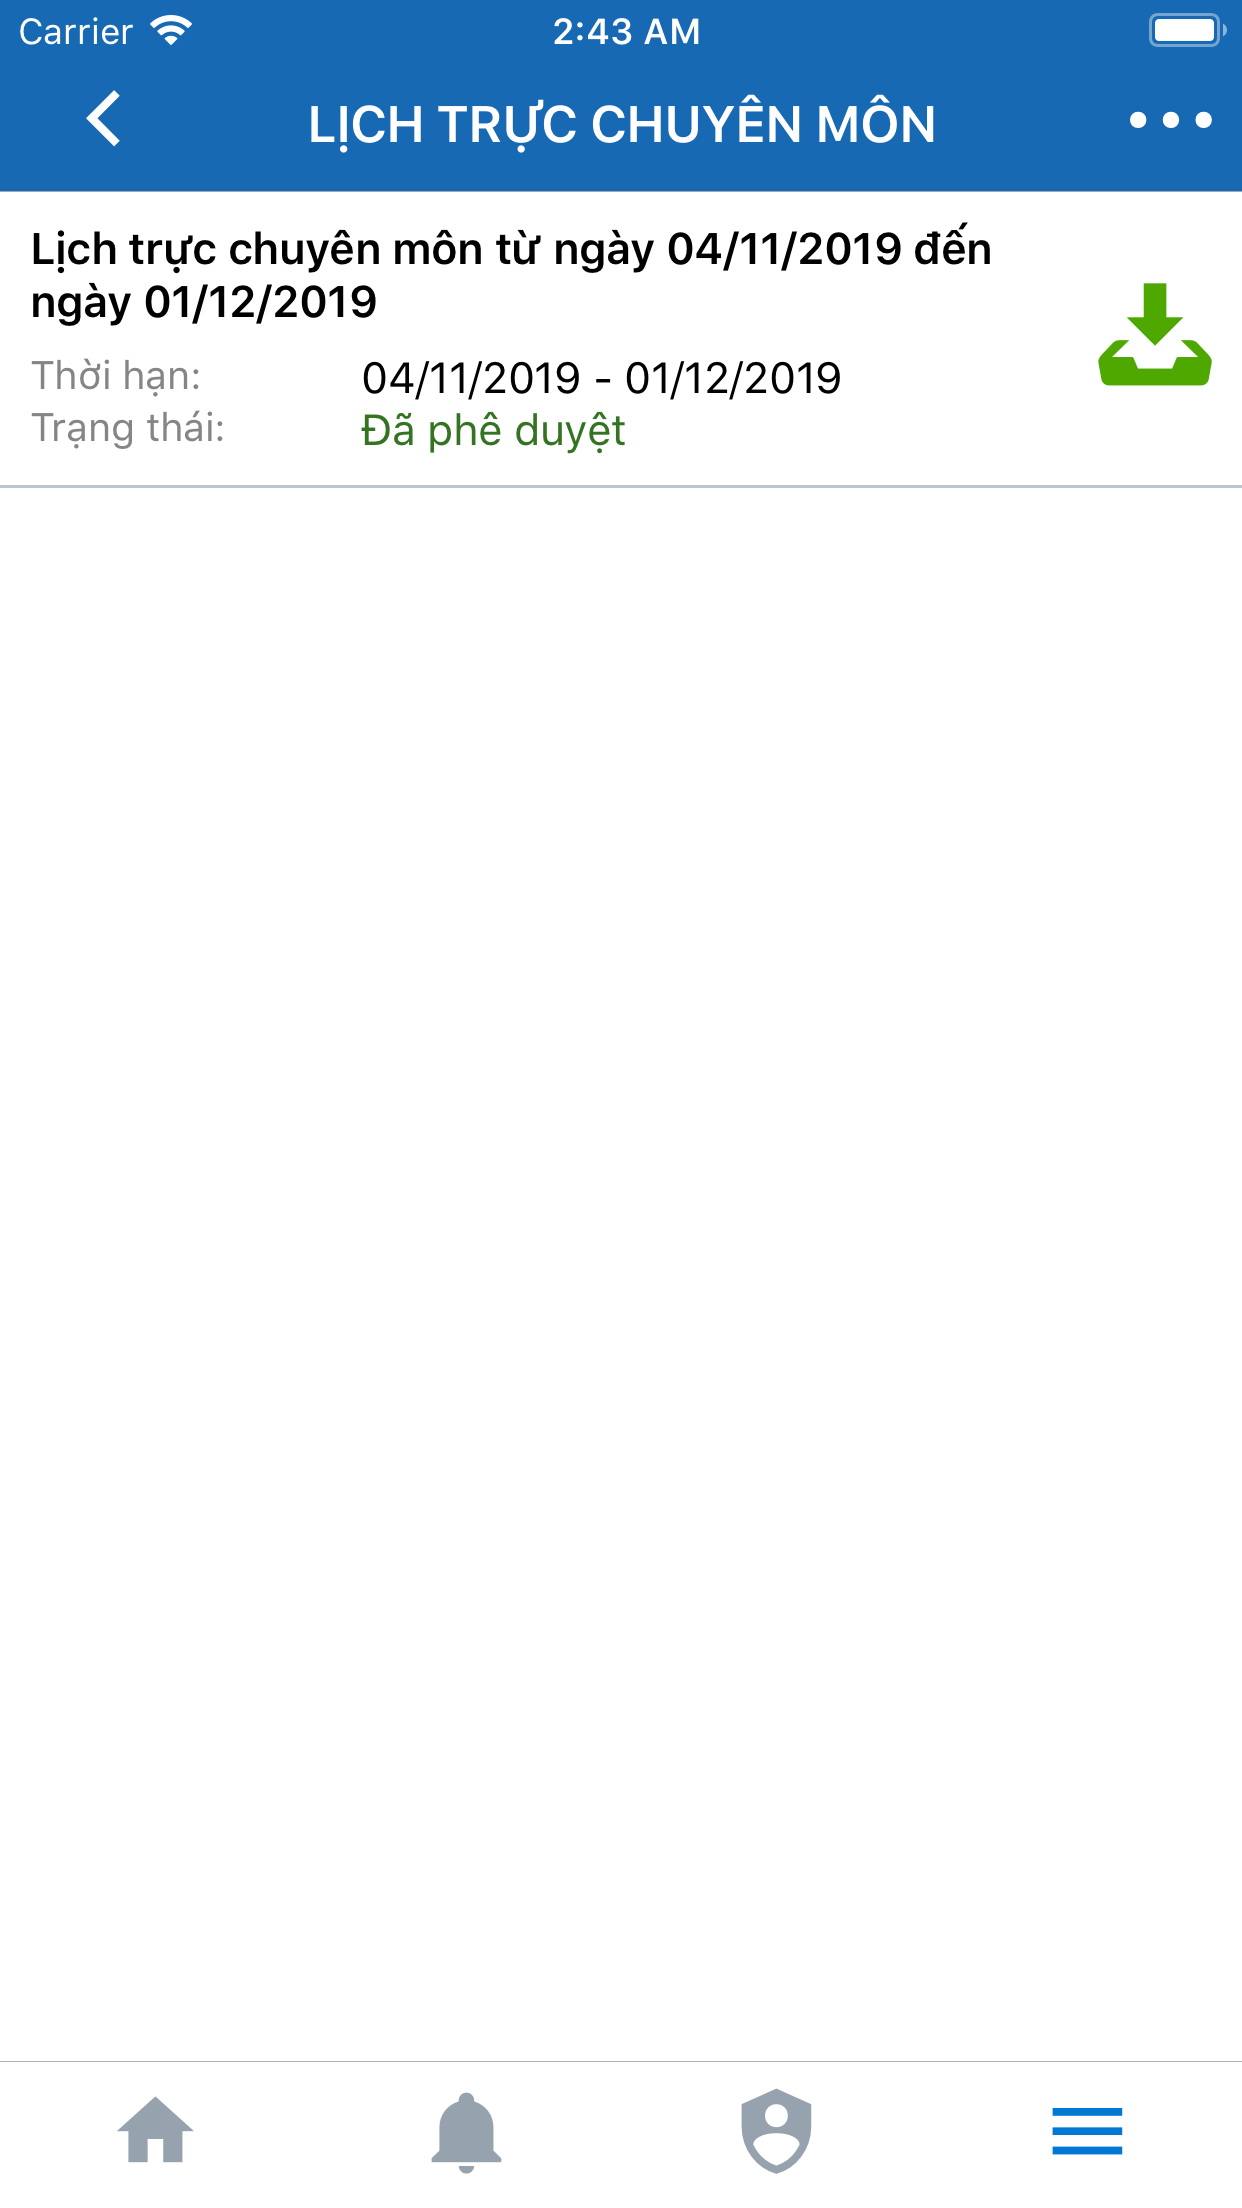 Carrier 2:43 AM
LỊCH TRỰC CHUYÊN MÔN
Lịch trực chuyên môn từ ngày 04/11/2019 đến
ngày 01/12/2019
Thời hạn: 04/11/2019 - 01/12/2019
Trạng thái: Đã phê duyệt